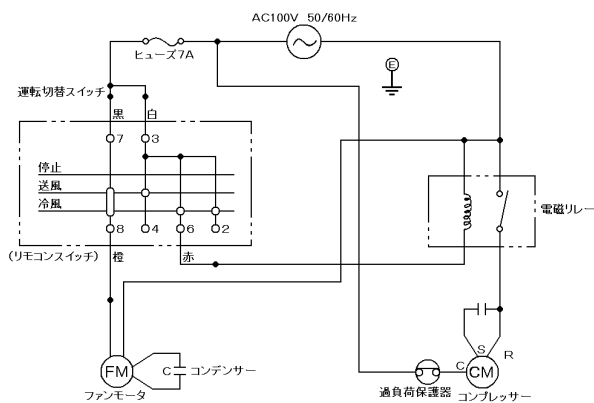 AC100V 50/60Hz
ヒューズ7A
E
運転切替スイッチ
黒 白
7 3
停止
送風
冷風
電磁リレー
8 4 6 2
(リモコンスイッチ) 橙 赤
S
R
FM
C コンデンサー
C CM
ファンモータ
過負荷保護器
コンプレッサー